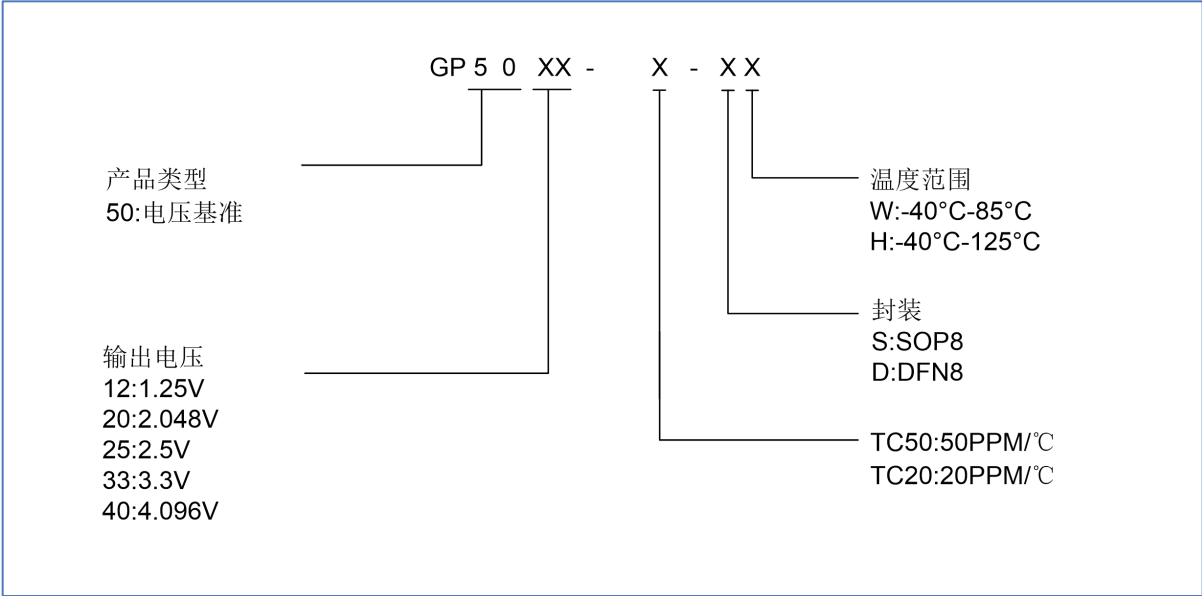 GP 5 0 XX - X - X X
产品类型
50:电压基准
输出电压
12:1.25V
20:2.048V
25:2.5V
33:3.3V
40:4.096V
温度范围
W:-40°C-85°C
H:-40°C-125°C
封装
S:SOP8
D:DFN8
TC50:50PPM/℃
TC20:20PPM/℃